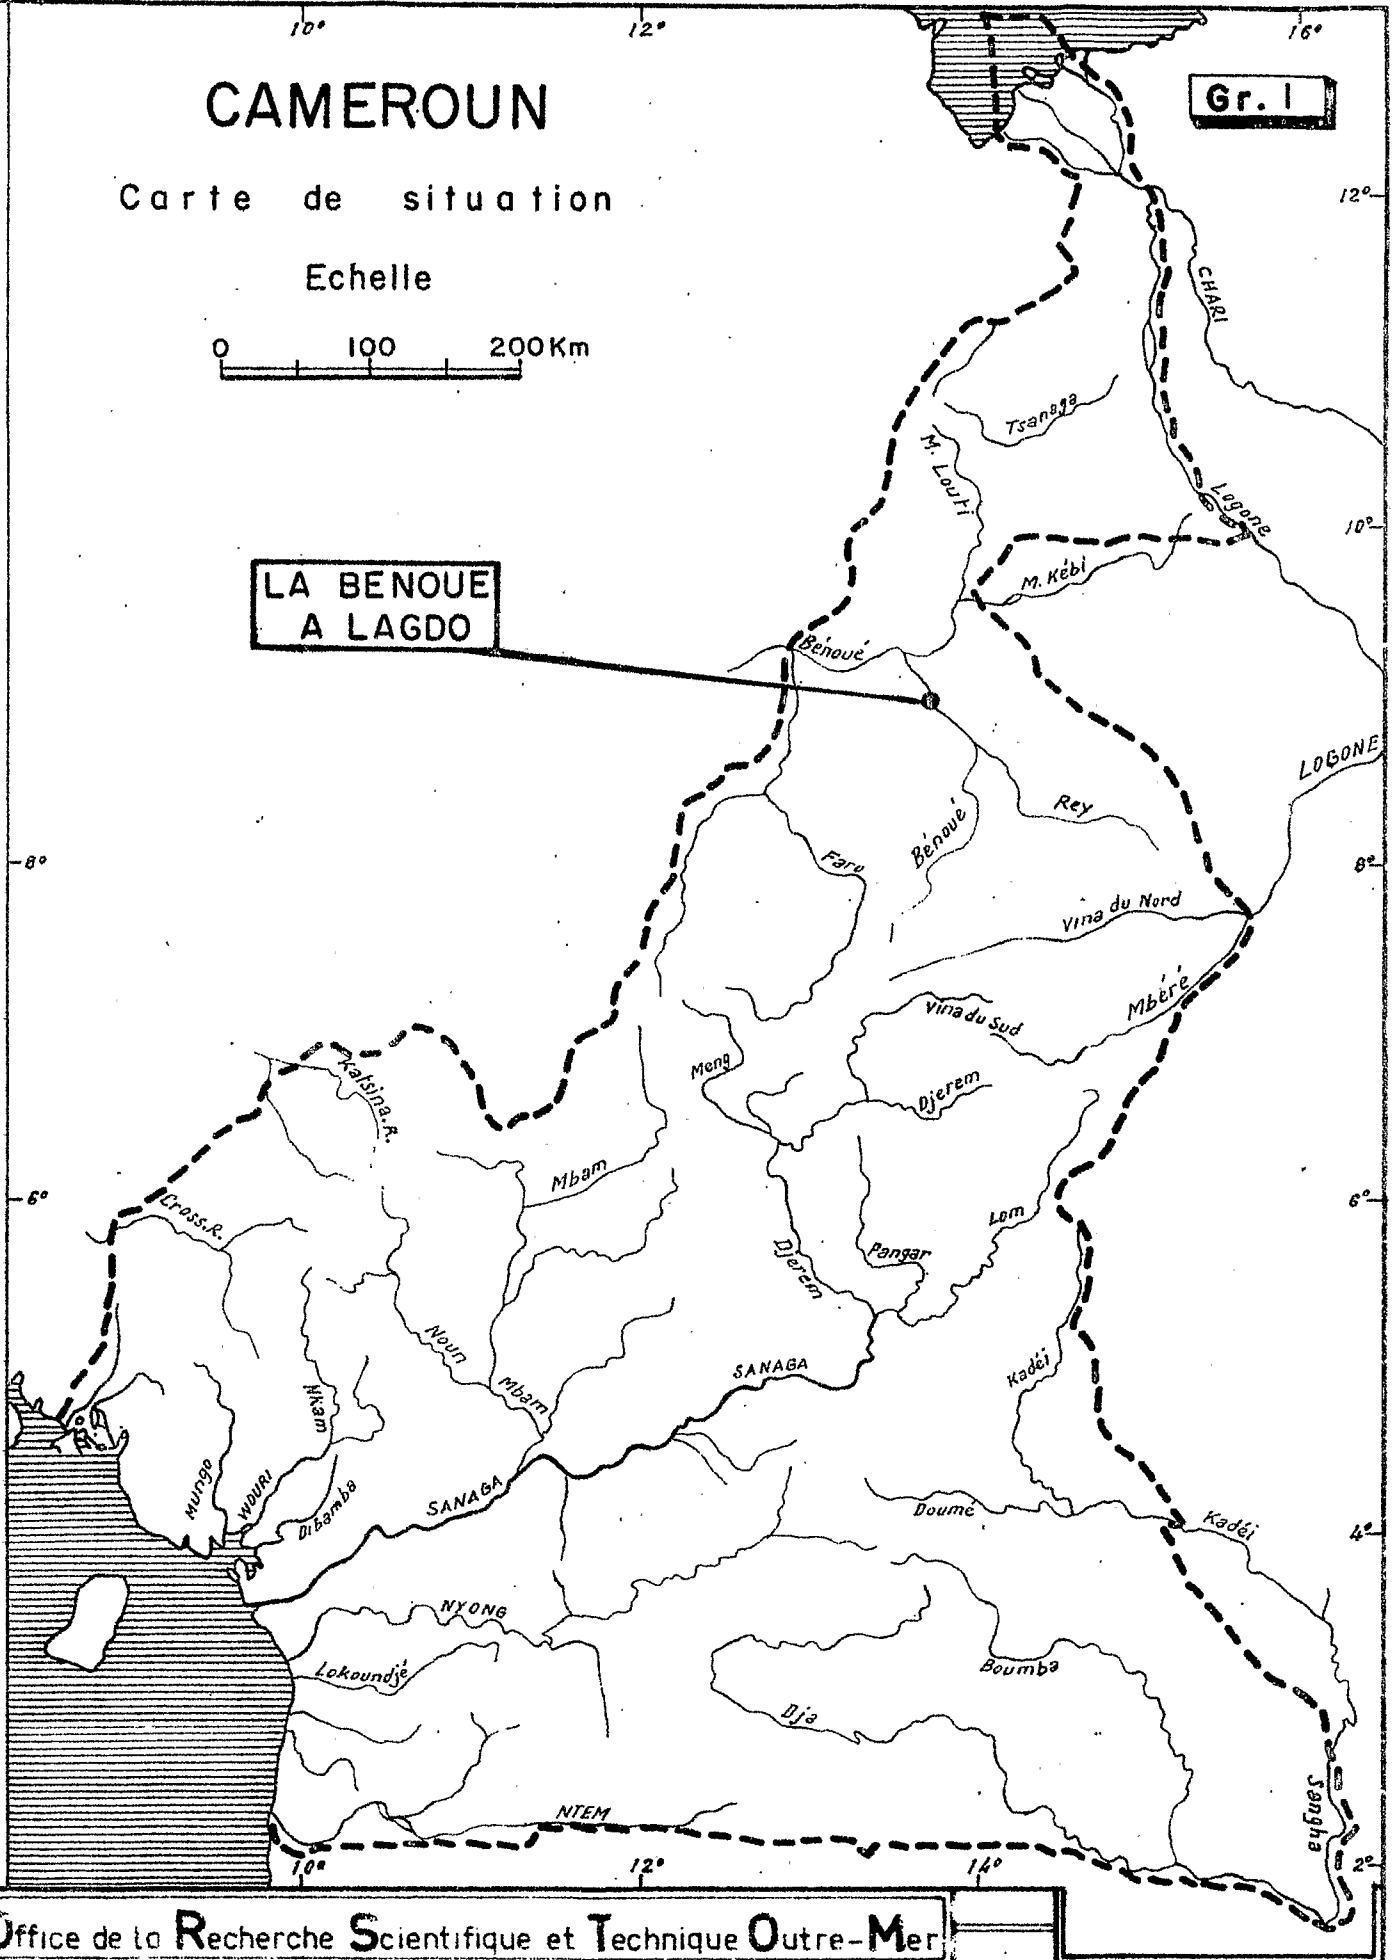 10° 12° 16°
CAMEROUN
Gr. 1
Carte de situation
12°
Echelle
CHARI
0 100 200 Km
Tsanaga
M. Louti
Logone
10°
LA BENOUE
A LAGDO
M. Kébi
Bénoué
LOGONE
Rey
Bénoué
8°
Faro
8°
Vina du Nord
Mbéré
Vina du Sud
Meng
Djerem
Katsina.R.
Mbam
6°
Cross.R.
6°
Lom
Djerem
Pangar
Noun
SANAGA
Kadéi
Mbam
Nkam
Mungo
WOURI
SANAGA
Dibamba
Doumé
Kadéi
4°
NYONG
Lokoundjé
Boumba
Dja
Sangha
NTEM
10° 12° 14°
2°
Office de la Recherche Scientifique et Technique Outre-Mer